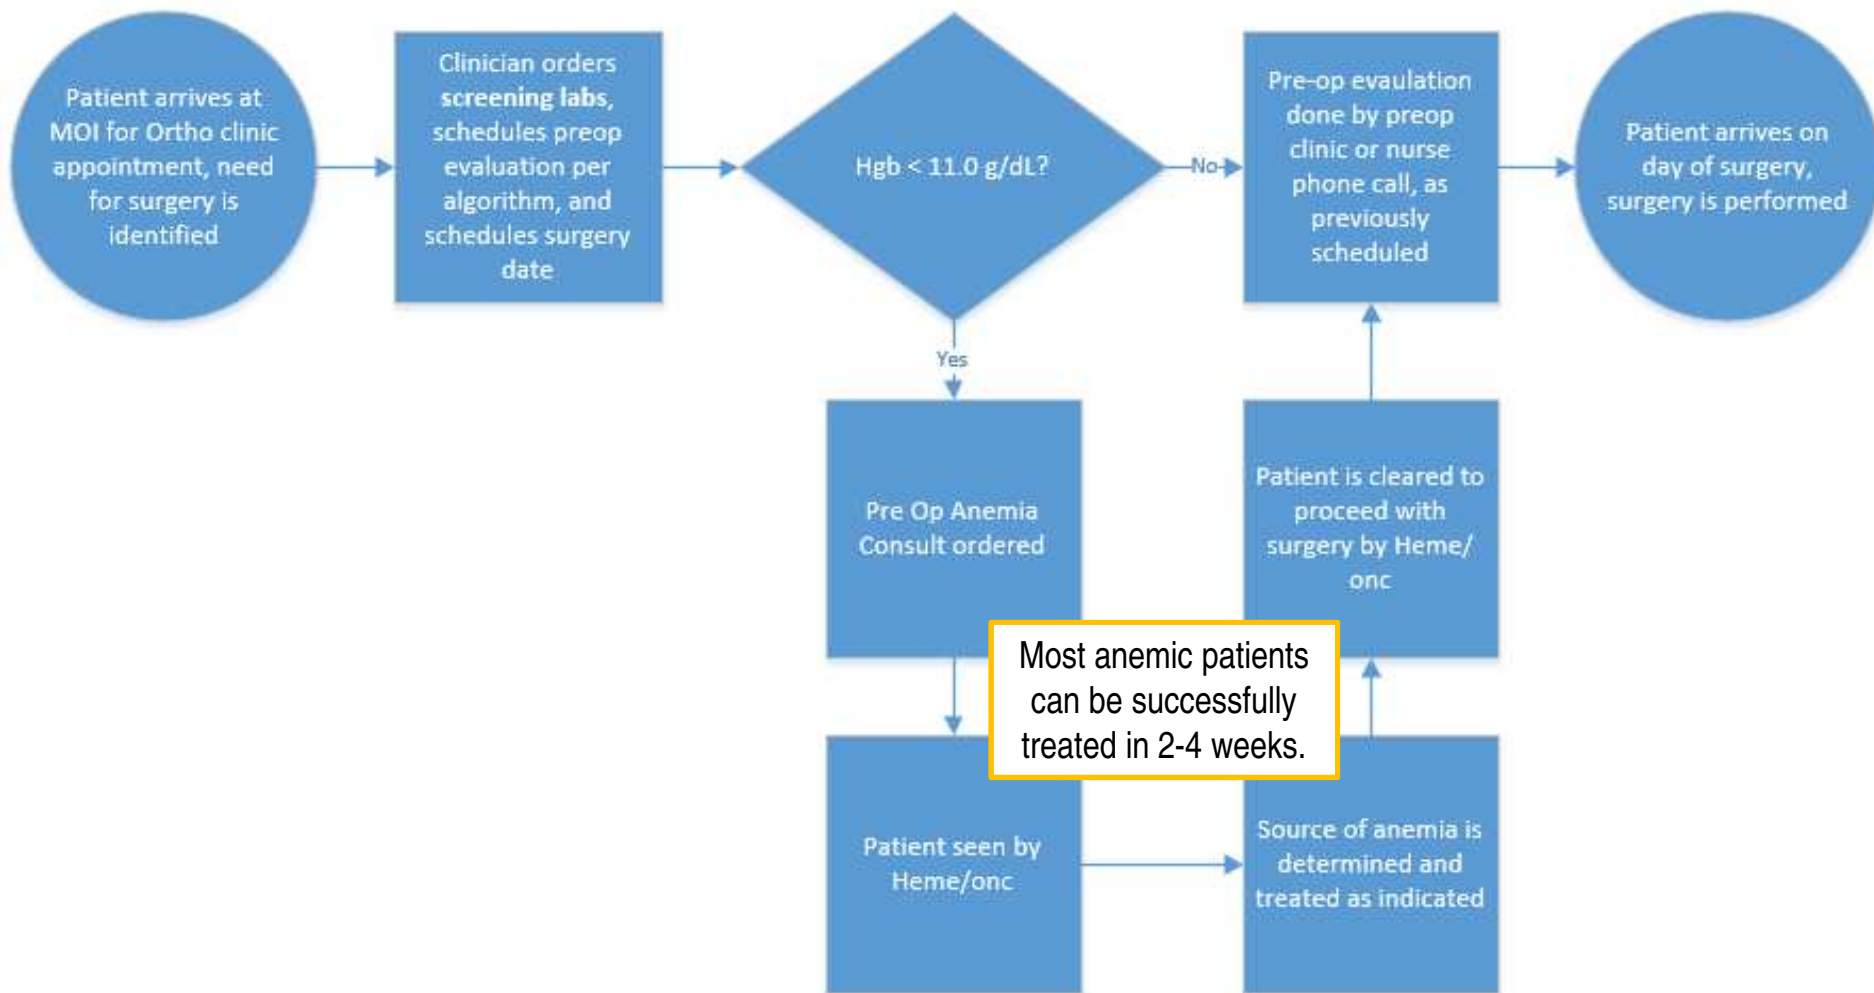 Patient arrives at
MOI for Ortho clinic
appointment, need
for surgery is
identified
Clinician orders
screening labs,
schedules preop
evaluation per
algorithm, and
schedules surgery
date
Hgb < 11.0 g/dL?
No
Pre-op evaulation
done by preop
clinic or nurse
phone call, as
previously
scheduled
Patient arrives on
day of surgery,
surgery is performed
Yes
Pre Op Anemia
Consult ordered
Patient is cleared to
proceed with
surgery by Heme/
onc
Most anemic patients
can be successfully
treated in 2-4 weeks.
Patient seen by
Heme/onc
Source of anemia is
determined and
treated as indicated